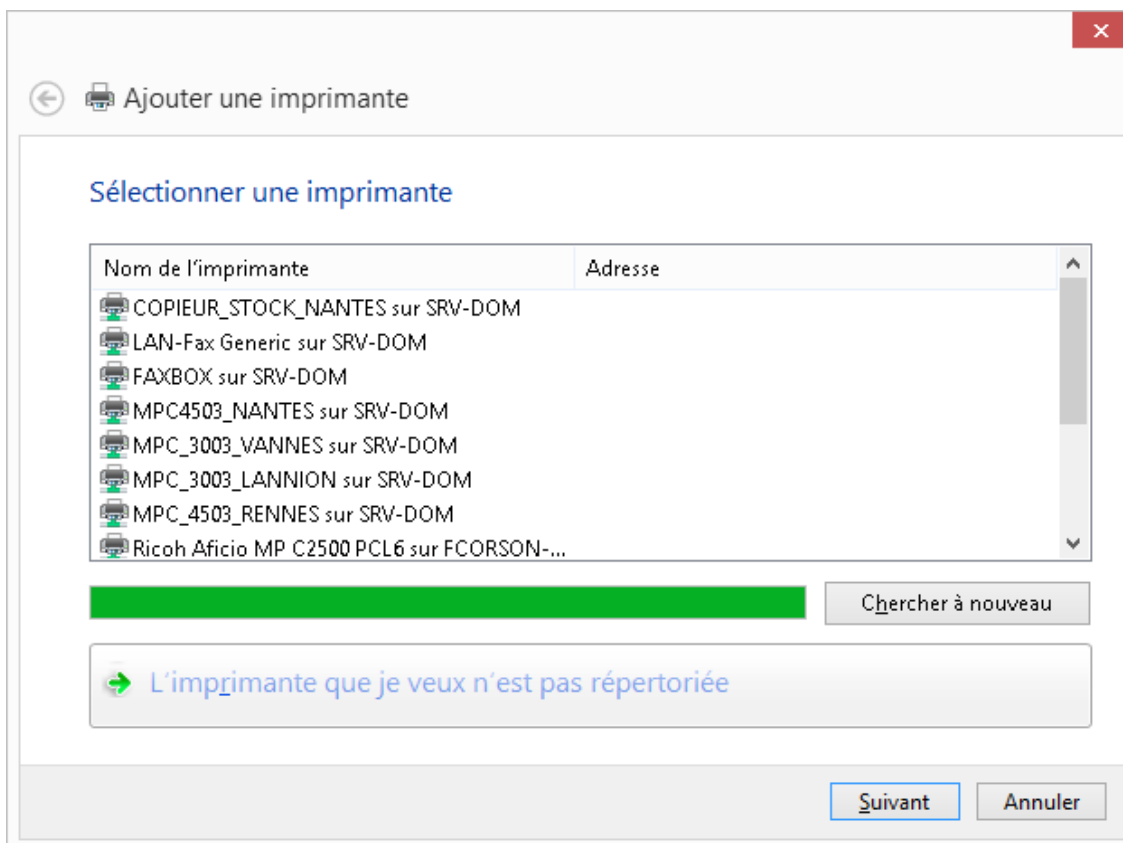 Ajouter une imprimante
Sélectionner une imprimante
Nom de l'imprimante Adresse
COPIEUR_STOCK_NANTES sur SRV-DOM
LAN-Fax Generic sur SRV-DOM
FAXBOX sur SRV-DOM
MPC4503_NANTES sur SRV-DOM
MPC_3003_VANNES sur SRV-DOM
MPC_3003_LANNION sur SRV-DOM
MPC_4503_RENNES sur SRV-DOM
Ricoh Aficio MP C2500 PCL6 sur FCORSON-...
Chercher à nouveau
L'imprimante que je veux n'est pas répertoriée
Suivant Annuler